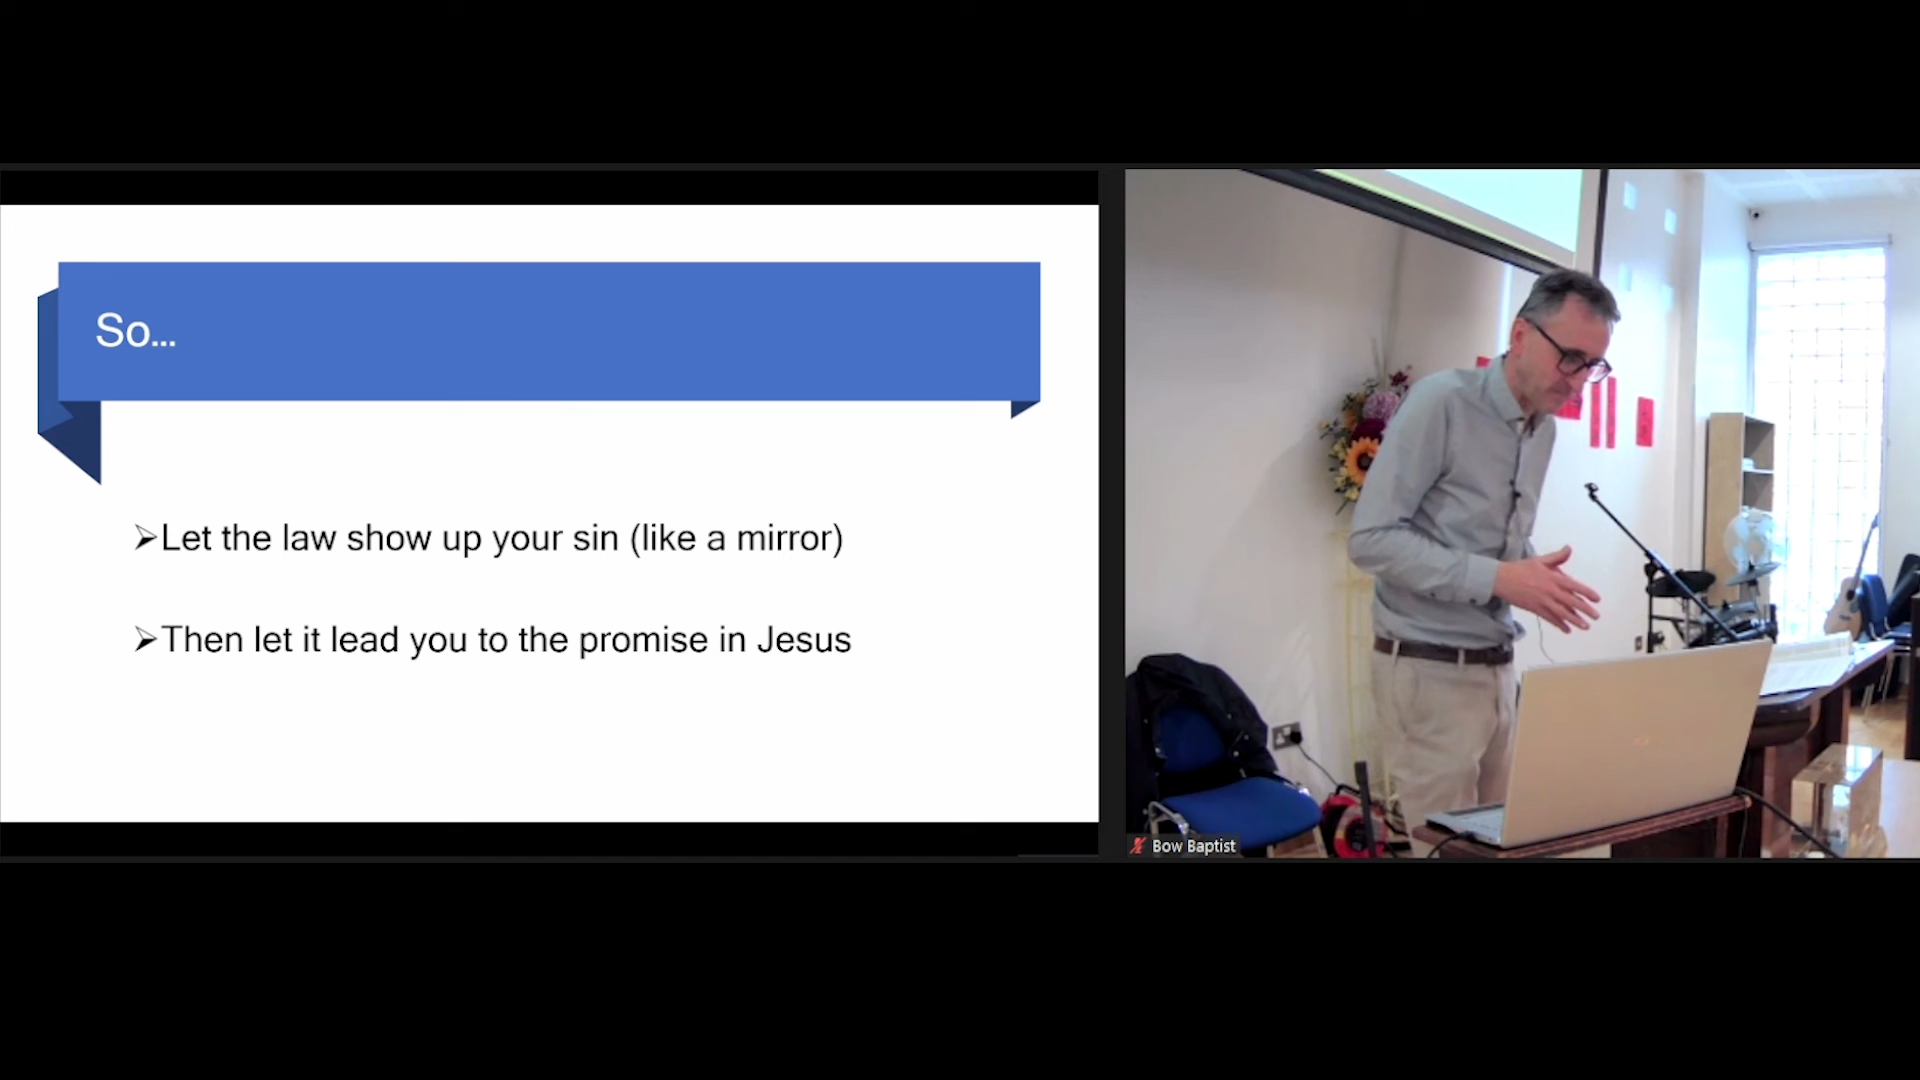 So...
➢Let the law show up your sin (like a mirror)
➢Then let it lead you to the promise in Jesus
Bow Baptist